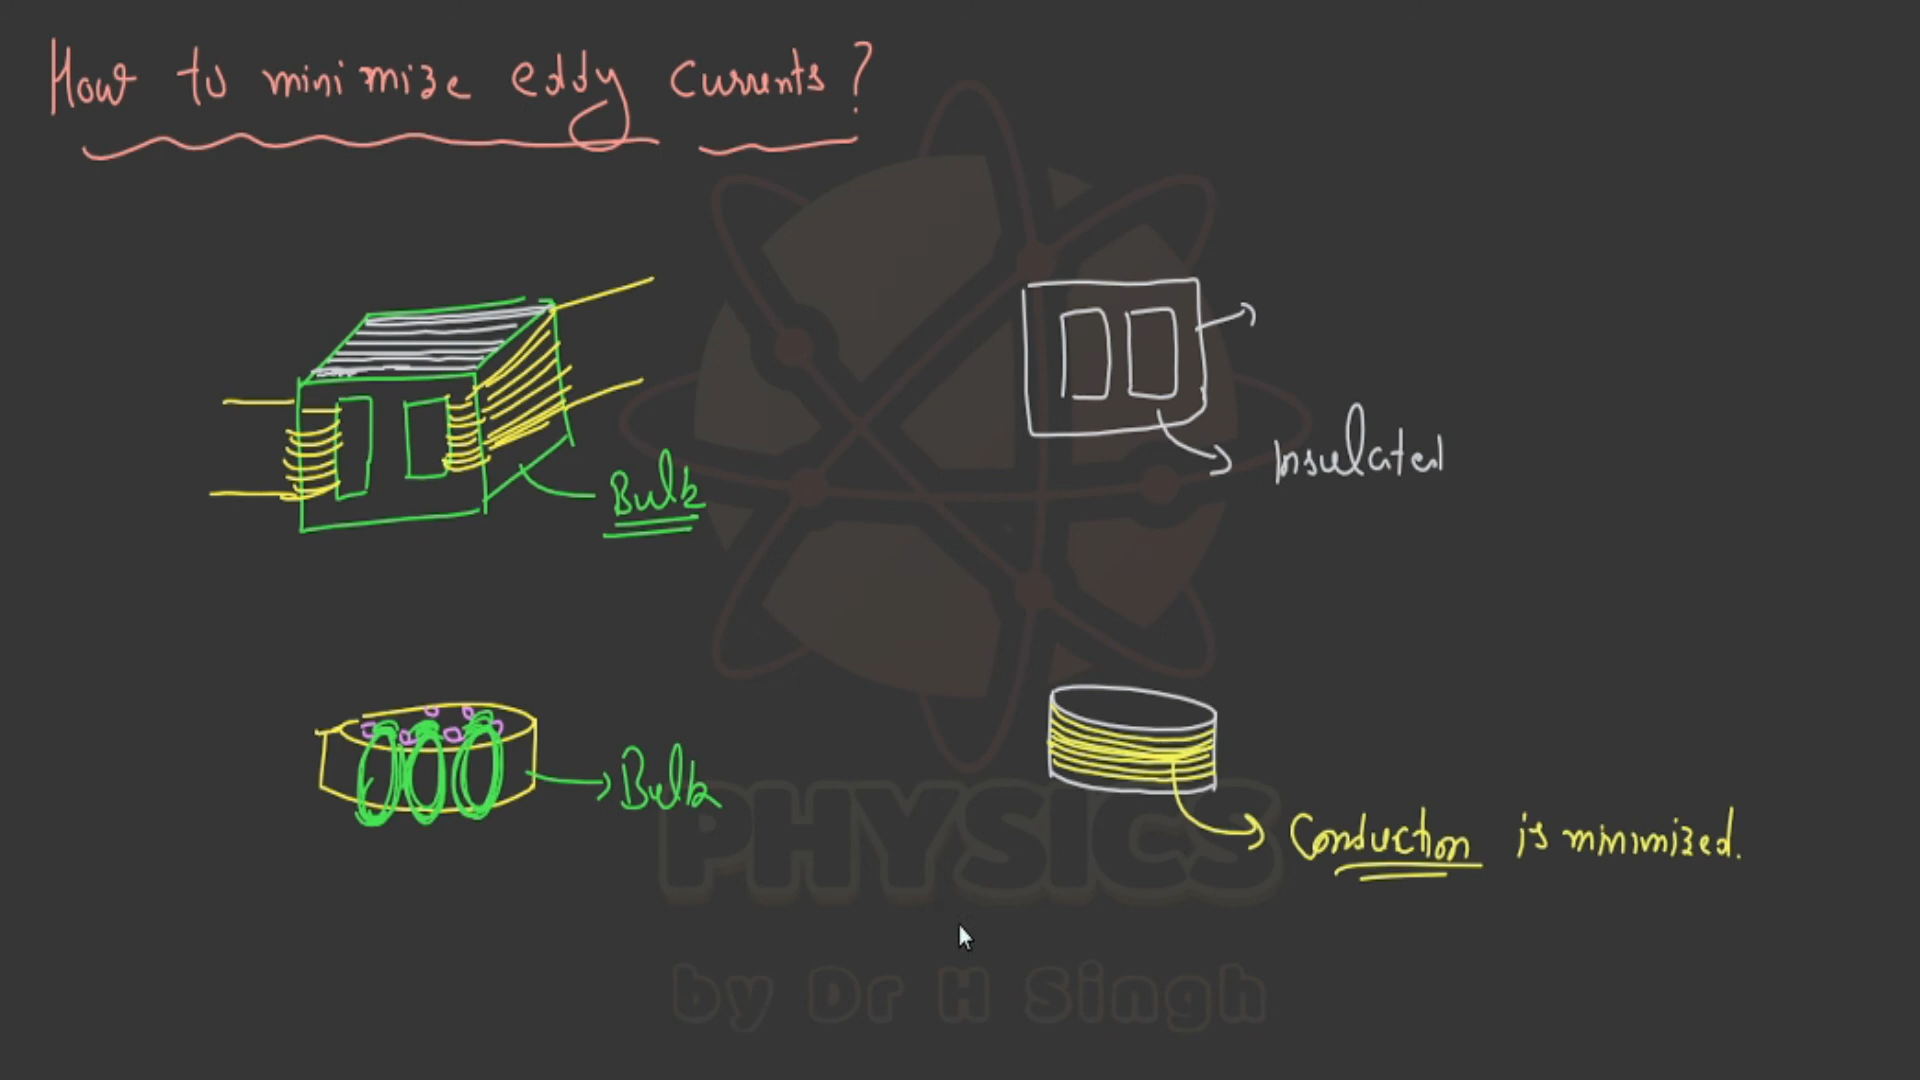 How to minimize eddy currents?
Insulated
Bulk
Bulk
Conduction is minimized.
PHYSICS
by Dr H Singh